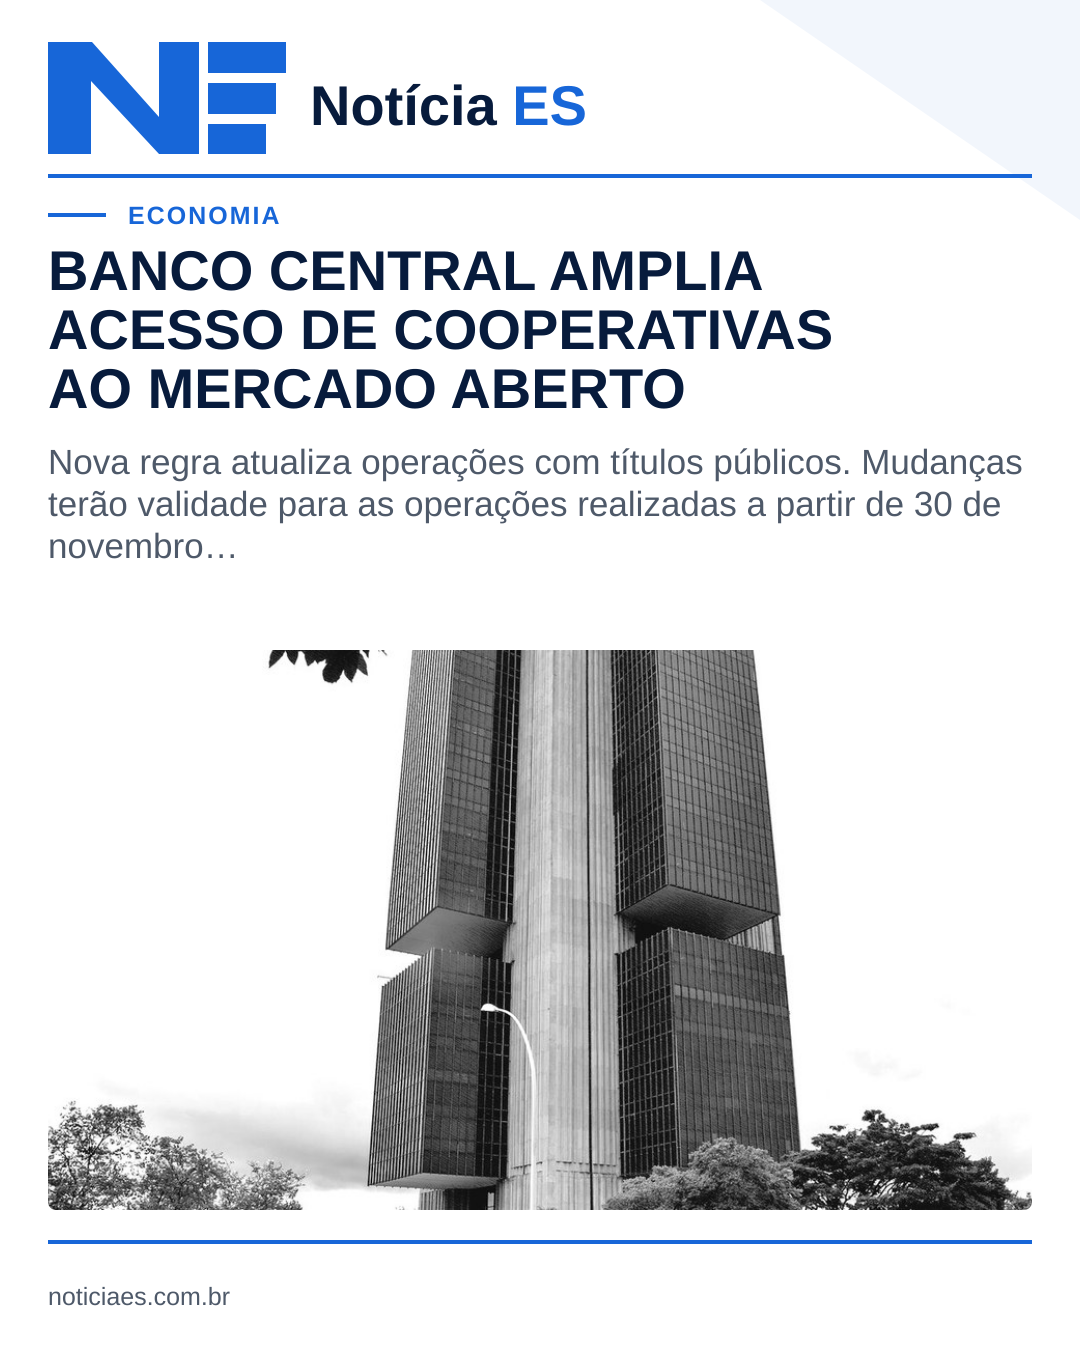 NE Notícia ES
ECONOMIA
BANCO CENTRAL AMPLIA
ACESSO DE COOPERATIVAS
AO MERCADO ABERTO
Nova regra atualiza operações com títulos públicos. Mudanças
terão validade para as operações realizadas a partir de 30 de
novembro…
noticiaes.com.br